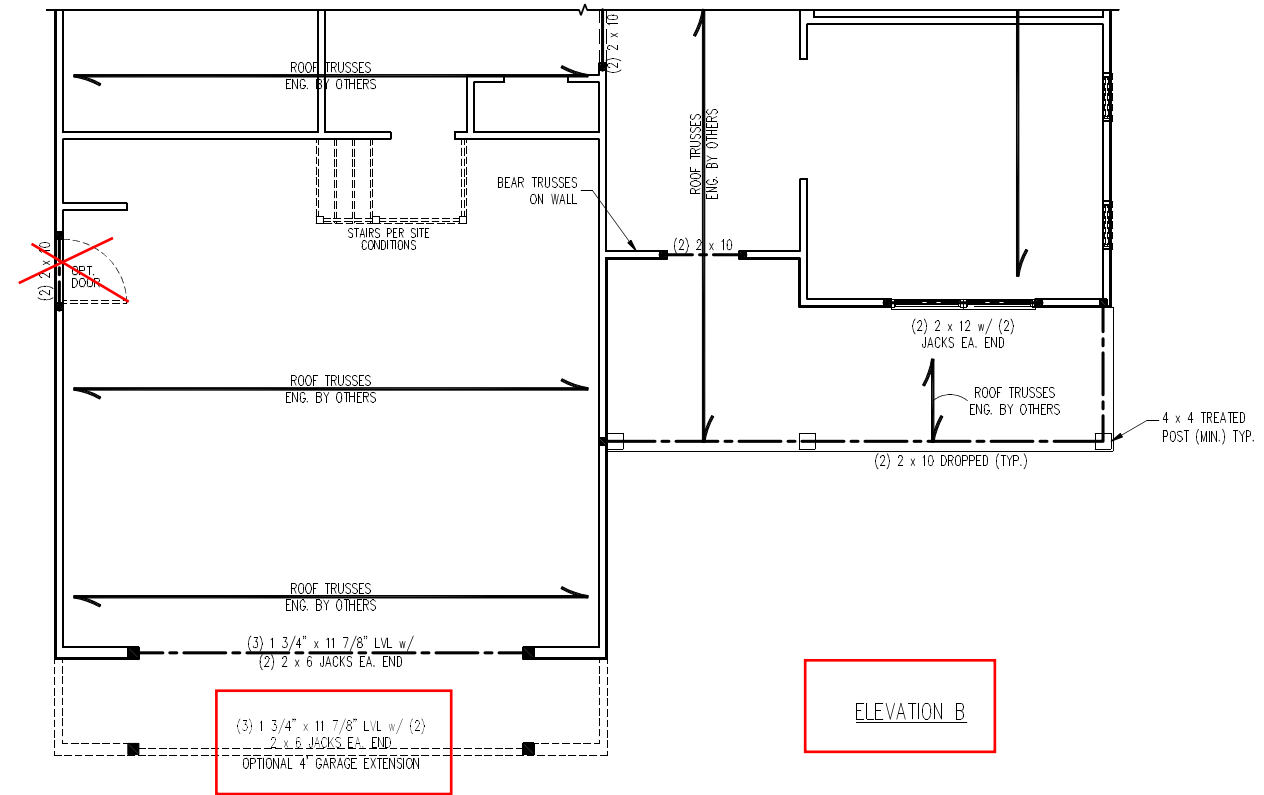 (2) 2 x 10
ROOF TRUSSES
ENG. BY OTHERS
ROOF TRUSSES
ENG. BY OTHERS
BEAR TRUSSES
ON WALL
STAIRS PER SITE
CONDITIONS
(2) 2 x 10
(2) 2 x 10
OPT.
DOOR
(2) 2 x 12 w/ (2)
JACKS EA. END
ROOF TRUSSES
ENG. BY OTHERS
ROOF TRUSSES
ENG. BY OTHERS
4 x 4 TREATED
POST (MIN.) TYP.
(2) 2 x 10 DROPPED (TYP.)
ROOF TRUSSES
ENG. BY OTHERS
(3) 1 3/4" x 11 7/8" LVL w/
(2) 2 x 6 JACKS EA. END
(3) 1 3/4" x 11 7/8" LVL w/ (2)
2 x 6 JACKS EA. END
OPTIONAL 4' GARAGE EXTENSION
ELEVATION B